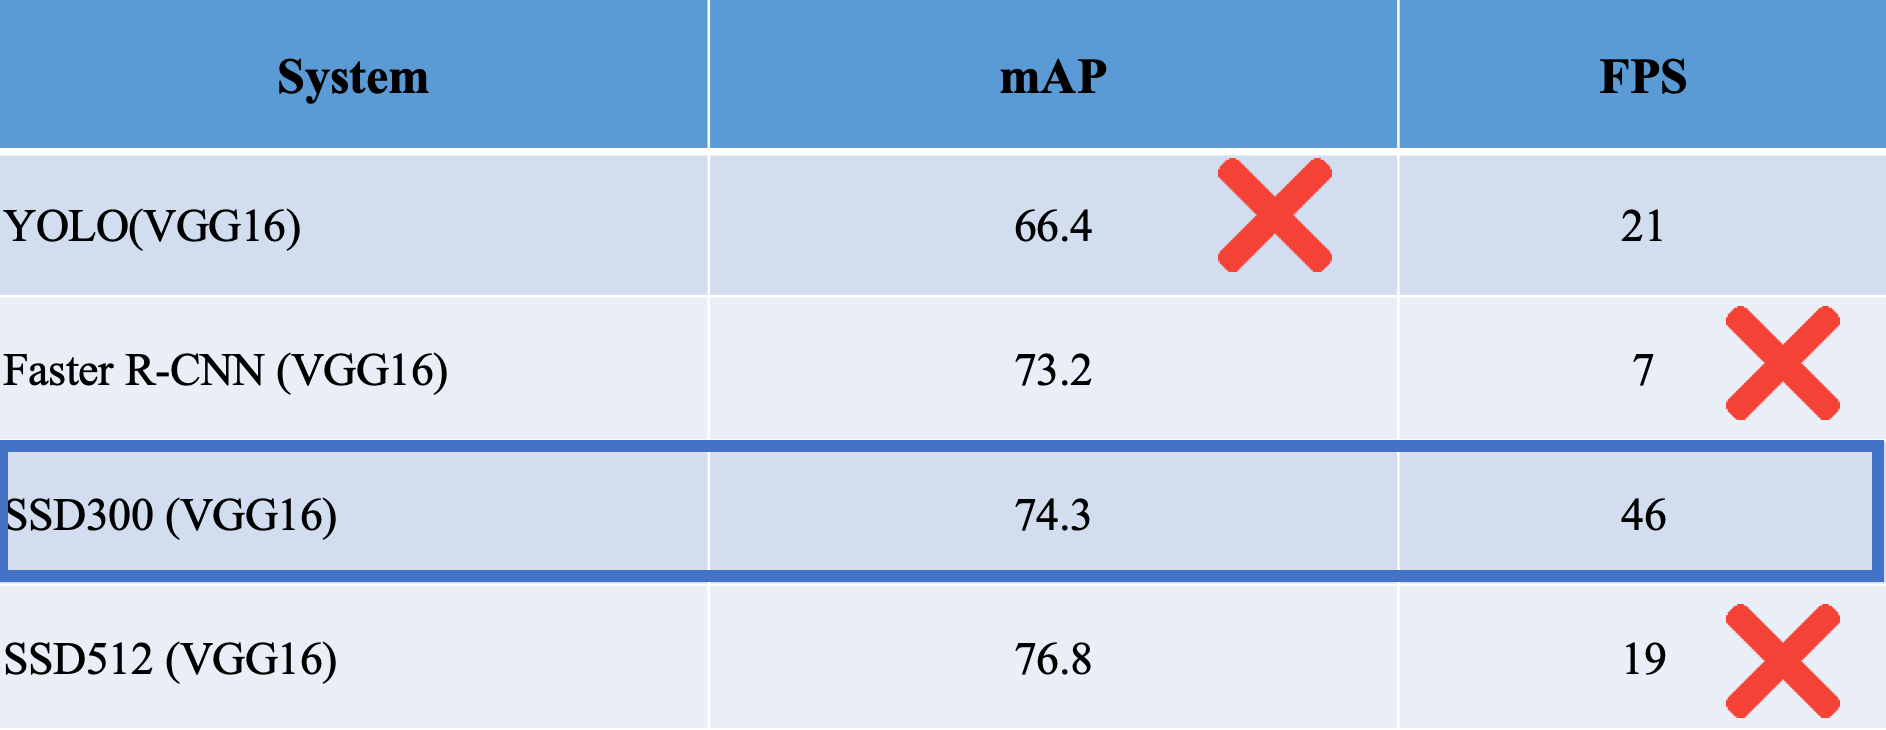 System mAP FPS
YOLO(VGG16) 66.4 21
Faster R-CNN (VGG16) 73.2 7
SSD300 (VGG16) 74.3 46
SSD512 (VGG16) 76.8 19